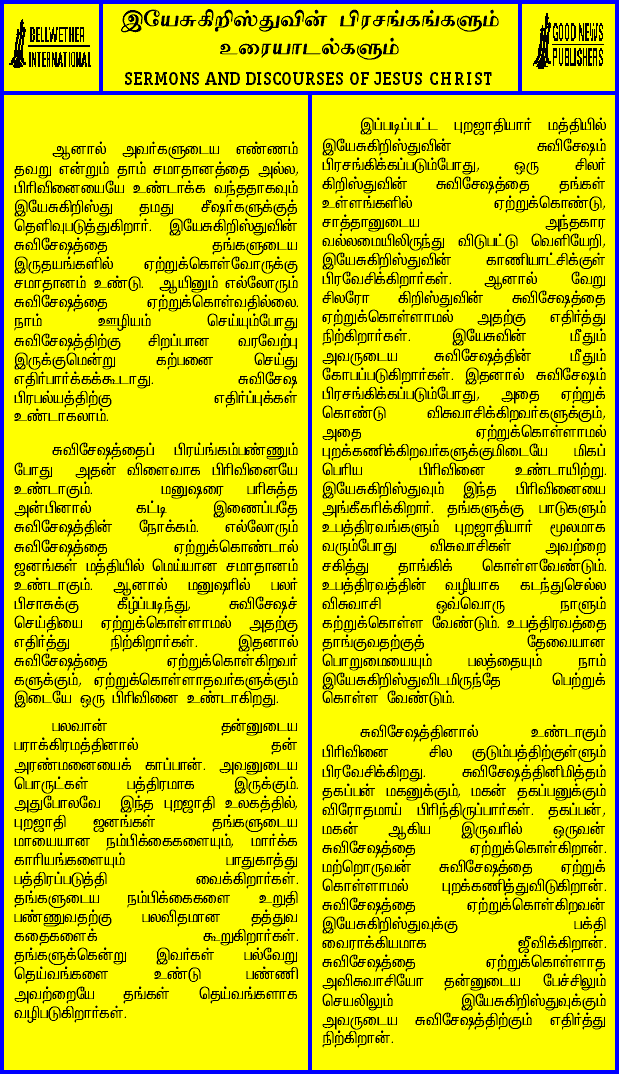 BELLWETHER
INTERNATIONAL
இயேசுகிறிஸ்துவின் பிரசங்கங்களும்
உரையாடல்களும்
SERMONS AND DISCOURSES OF JESUS CHRIST
GOOD NEWS
PUBLISHERS
ஆனால் அவர்களுடைய எண்ணம்
தவறு என்றும் தாம் சமாதானத்தை அல்ல,
பிரிவினையையே உண்டாக்க வந்ததாகவும்
இயேசுகிறிஸ்து தமது சீஷர்களுக்குத்
தெளிவுபடுத்துகிறார். இயேசுகிறிஸ்துவின்
சுவிசேஷத்தை தங்களுடைய
இருதயங்களில் ஏற்றுக்கொள்வோருக்கு
சமாதானம் உண்டு. ஆயினும் எல்லோரும்
சுவிசேஷத்தை ஏற்றுக்கொள்வதில்லை.
நாம் ஊழியம் செய்யும்போது
சுவிசேஷத்திற்கு சிறப்பான வரவேற்பு
இருக்குமென்று கற்பனை செய்து
எதிர்பார்க்கக்கூடாது. சுவிசேஷ
பிரபல்யத்திற்கு எதிர்ப்புக்கள்
உண்டாகலாம்.
சுவிசேஷத்தைப் பிரய்ங்கம்பண்ணும்
போது அதன் விளைவாக பிரிவினையே
உண்டாகும். மனுஷரை பரிசுத்த
அன்பினால் கட்டி இணைப்பதே
சுவிசேஷத்தின் நோக்கம். எல்லோரும்
சுவிசேஷத்தை ஏற்றுக்கொண்டால்
ஜனங்கள் மத்தியில் மெய்யான சமாதானம்
உண்டாகும். ஆனால் மனுஷரில் பலர்
பிசாசுக்கு கீழ்ப்படிந்து, சுவிசேஷச்
செய்தியை ஏற்றுக்கொள்ளாமல் அதற்கு
எதிர்த்து நிற்கிறார்கள். இதனால்
சுவிசேஷத்தை ஏற்றுக்கொள்கிறவர்
களுக்கும், ஏற்றுக்கொள்ளாதவர்களுக்கும்
இடையே ஒரு பிரிவினை உண்டாகிறது.
பலவான் தன்னுடைய
பராக்கிரமத்தினால் தன்
அரண்மனையைக் காப்பான். அவனுடைய
பொருட்கள் பத்திரமாக இருக்கும்.
அதுபோலவே இந்த புறஜாதி உலகத்தில்,
புறஜாதி ஜனங்கள் தங்களுடைய
மாயையான நம்பிக்கைகளையும், மார்க்க
காரியங்களையும் பாதுகாத்து
பத்திரப்படுத்தி வைக்கிறார்கள்.
தங்களுடைய நம்பிக்கைகளை உறுதி
பண்ணுவதற்கு பலவிதமான தத்துவ
கதைகளைக் கூறுகிறார்கள்.
தங்களுக்கென்று இவர்கள் பல்வேறு
தெய்வங்களை உண்டு பண்ணி
அவற்றையே தங்கள் தெய்வங்களாக
வழிபடுகிறார்கள்.
இப்படிப்பட்ட புறஜாதியார் மத்தியில்
இயேசுகிறிஸ்துவின் சுவிசேஷம்
பிரசங்கிக்கப்படும்போது, ஒரு சிலர்
கிறிஸ்துவின் சுவிசேஷத்தை தங்கள்
உள்ளங்களில் ஏற்றுக்கொண்டு,
சாத்தானுடைய அந்தகார
வல்லமையிலிருந்து விடுபட்டு வெளியேறி,
இயேசுகிறிஸ்துவின் காணியாட்சிக்குள்
பிரவேசிக்கிறார்கள். ஆனால் வேறு
சிலரோ கிறிஸ்துவின் சுவிசேஷத்தை
ஏற்றுக்கொள்ளாமல் அதற்கு எதிர்த்து
நிற்கிறார்கள். இயேசுவின் மீதும்
அவருடைய சுவிசேஷத்தின் மீதும்
கோபப்படுகிறார்கள். இதனால் சுவிசேஷம்
பிரசங்கிக்கப்படும்போது, அதை ஏற்றுக்
கொண்டு விசுவாசிக்கிறவர்களுக்கும்,
அதை ஏற்றுக்கொள்ளாமல்
புறக்கணிக்கிறவர்களுக்குமிடையே மிகப்
பெரிய பிரிவினை உண்டாயிற்று.
இயேசுகிறிஸ்துவும் இந்த பிரிவினையை
அங்கீகரிக்கிறார். தங்களுக்கு பாடுகளும்
உபத்திரவங்களும் புறஜாதியார் மூலமாக
வரும்போது விசுவாசிகள் அவற்றை
சகித்து தாங்கிக் கொள்ளவேண்டும்.
உபத்திரவத்தின் வழியாக கடந்துசெல்ல
விசுவாசி ஒவ்வொரு நாளும்
கற்றுக்கொள்ள வேண்டும். உபத்திரவத்தை
தாங்குவதற்குத் தேவையான
பொறுமையையும் பலத்தையும் நாம்
இயேசுகிறிஸ்துவிடமிருந்தே பெற்றுக்
கொள்ள வேண்டும்.
சுவிசேஷத்தினால் உண்டாகும்
பிரிவினை சில குடும்பத்திற்குள்ளும்
பிரவேசிக்கிறது. சுவிசேஷத்தினிமித்தம்
தகப்பன் மகனுக்கும், மகன் தகப்பனுக்கும்
விரோதமாய் பிரிந்திருப்பார்கள். தகப்பன்,
மகன் ஆகிய இருவரில் ஒருவன்
சுவிசேஷத்தை ஏற்றுக்கொள்கிறான்.
மற்றொருவன் சுவிசேஷத்தை ஏற்றுக்
கொள்ளாமல் புறக்கணித்துவிடுகிறான்.
சுவிசேஷத்தை ஏற்றுக்கொள்கிறவன்
இயேசுகிறிஸ்துவுக்கு பக்தி
வைராக்கியமாக ஜீவிக்கிறான்.
சுவிசேஷத்தை ஏற்றுக்கொள்ளாத
அவிசுவாசியோ தன்னுடைய பேச்சிலும்
செயலிலும் இயேசுகிறிஸ்துவுக்கும்
அவருடைய சுவிசேஷத்திற்கும் எதிர்த்து
நிற்கிறான்.